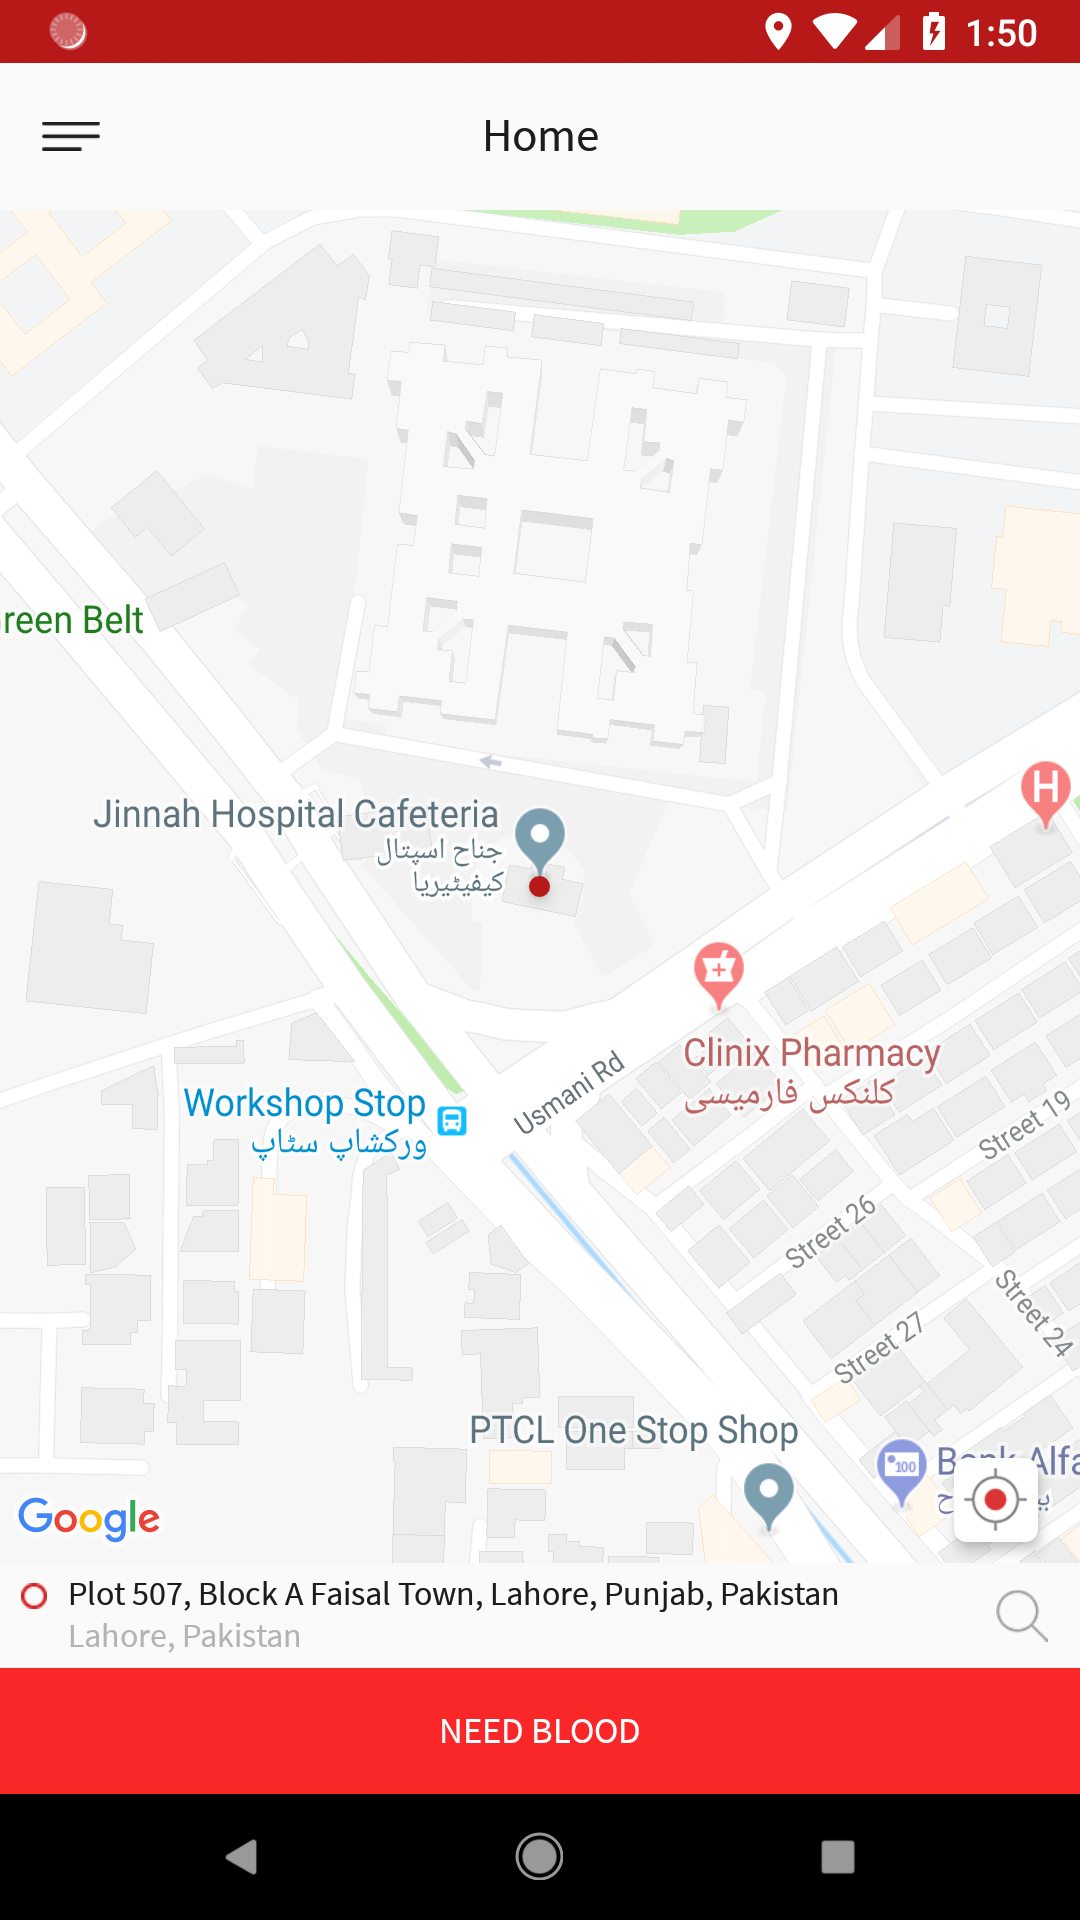 1:50
Home
reen Belt
H
Jinnah Hospital Cafeteria
جناح اسپتال
کیفیٹیریا
Clinix Pharmacy
کلنکس فارمیسی
Usmani Rd
Workshop Stop
ورکشاپ سٹاپ
Street 19
Street 26
Street 24
Street 27
PTCL One Stop Shop
100
Bank Alfa
Google
Plot 507, Block A Faisal Town, Lahore, Punjab, Pakistan
Lahore, Pakistan
NEED BLOOD